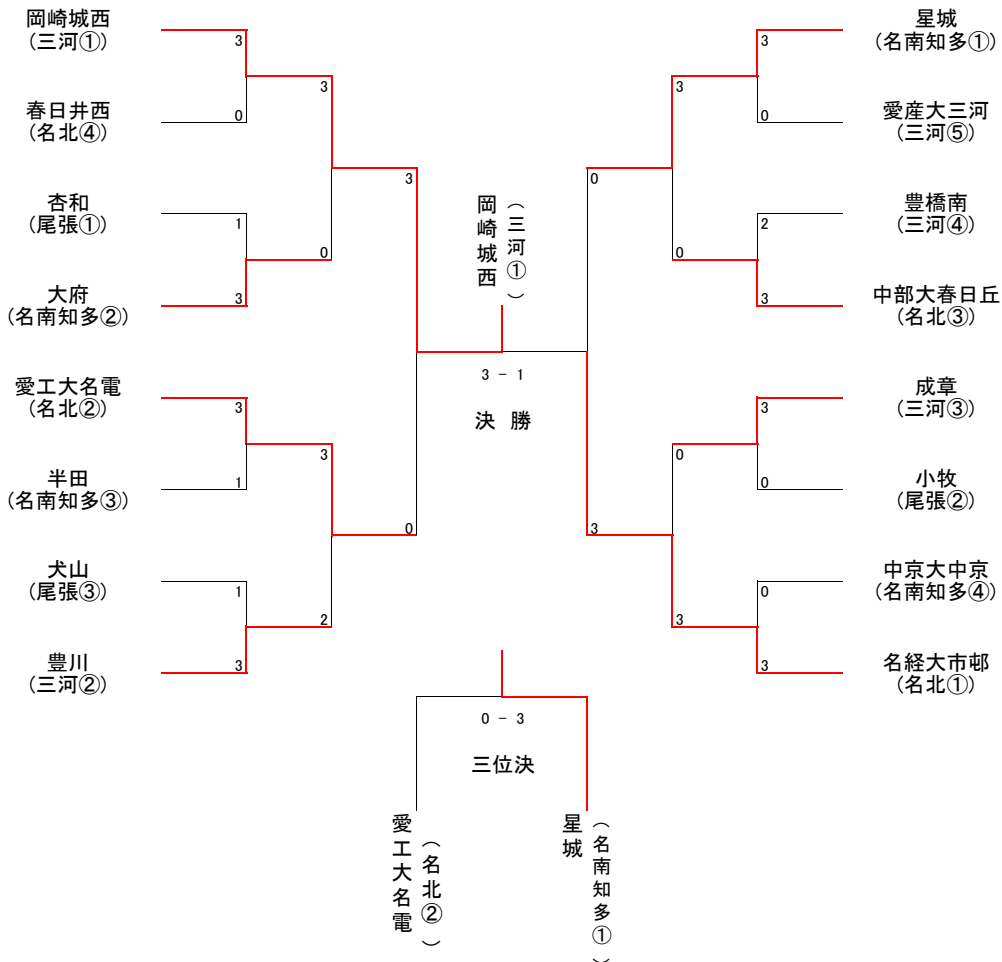 岡崎城西
(三河①)
3
3
春日井西
(名北④)
0
3
杏和
(尾張①)
1
0
大府
(名南知多②)
3
愛工大名電
(名北②)
3
3
半田
(名南知多③)
1
0
犬山
(尾張③)
1
2
豊川
(三河②)
3
岡崎城西
(三河①)
3 - 1
決 勝
星城
(名南知多①)
3
3
愛産大三河
(三河⑤)
0
0
豊橋南
(三河④)
2
0
中部大春日丘
(名北③)
3
成章
(三河③)
3
0
小牧
(尾張②)
0
3
中京大中京
(名南知多④)
0
3
名経大市邨
(名北①)
3
0 - 3
三位決
愛工大名電
(名北②)
星城
(名南知多①)